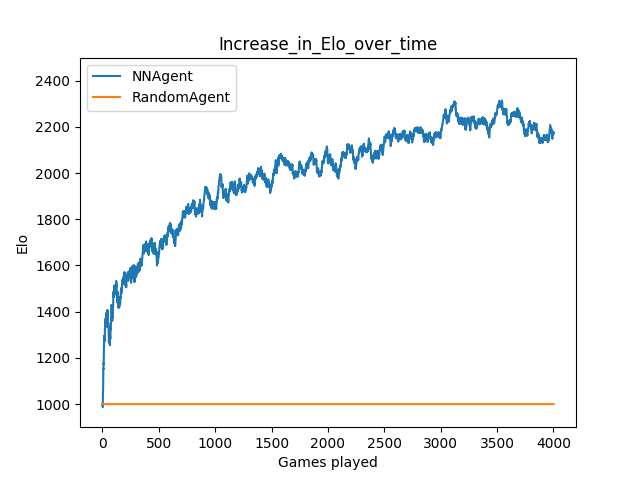 Increase_in_Elo_over_time
NNAgent
RandomAgent
2400
2200
2000
1800
1600
1400
1200
1000
Elo
0 500 1000 1500 2000 2500 3000 3500 4000
Games played